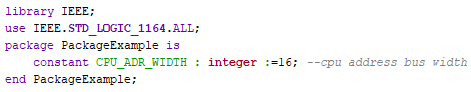 library IEEE;
use IEEE.STD_LOGIC_1164.ALL;
package PackageExample is
    constant CPU_ADR_WIDTH : integer :=16; --cpu address bus width
end PackageExample;